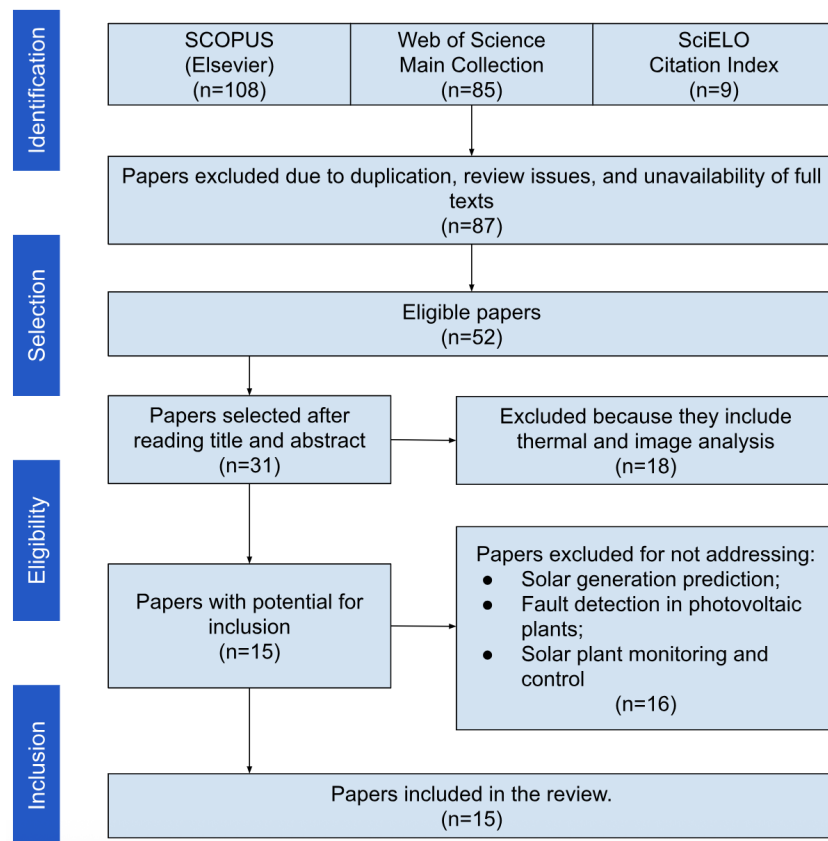 Identification
SCOPUS
(Elsevier)
(n=108)
Web of Science
Main Collection
(n=85)
SciELO
Citation Index
(n=9)
Papers excluded due to duplication, review issues, and unavailability of full
texts
(n=87)
Selection
Eligible papers
(n=52)
Papers selected after
reading title and abstract
(n=31)
Excluded because they include
thermal and image analysis
(n=18)
Eligibility
Papers with potential for
inclusion
(n=15)
Papers excluded for not addressing:
● Solar generation prediction;
● Fault detection in photovoltaic
plants;
● Solar plant monitoring and
control
(n=16)
Inclusion
Papers included in the review.
(n=15)